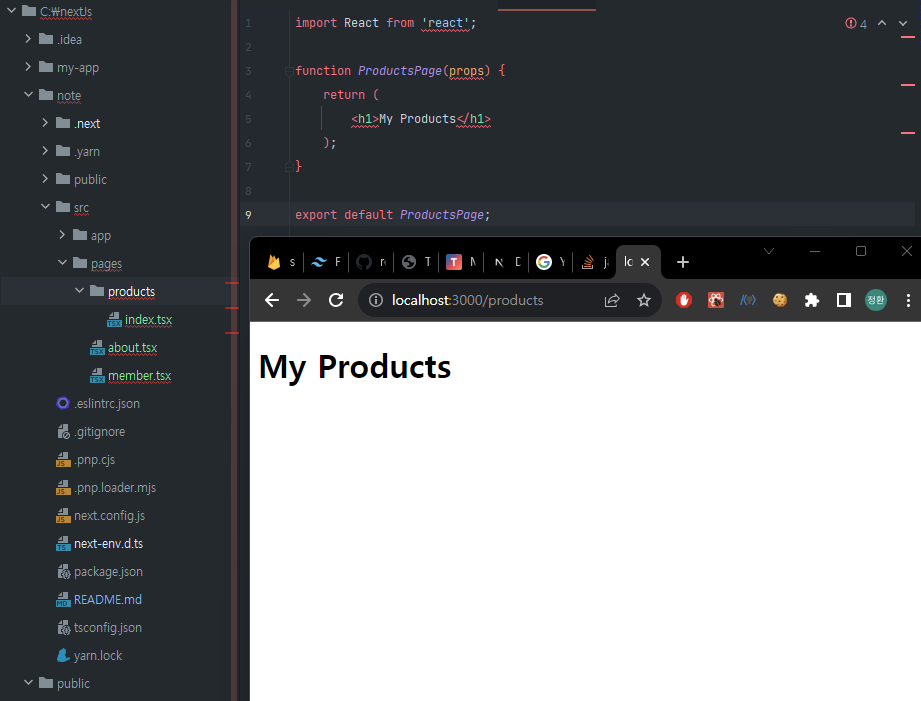 C:\nextJs
.idea
my-app
note
.next
.yarn
public
src
app
pages
products
index.tsx
about.tsx
member.tsx
.eslintrc.json
.gitignore
.pnp.cjs
.pnp.loader.mjs
next.config.js
next-env.d.ts
package.json
README.md
tsconfig.json
yarn.lock
public
1 import React from 'react';
2
3 function ProductsPage(props) {
4 return (
5 <h1>My Products</h1>
6 );
7 }
8
9 export default ProductsPage;
4
localhost:3000/products
정환
My Products